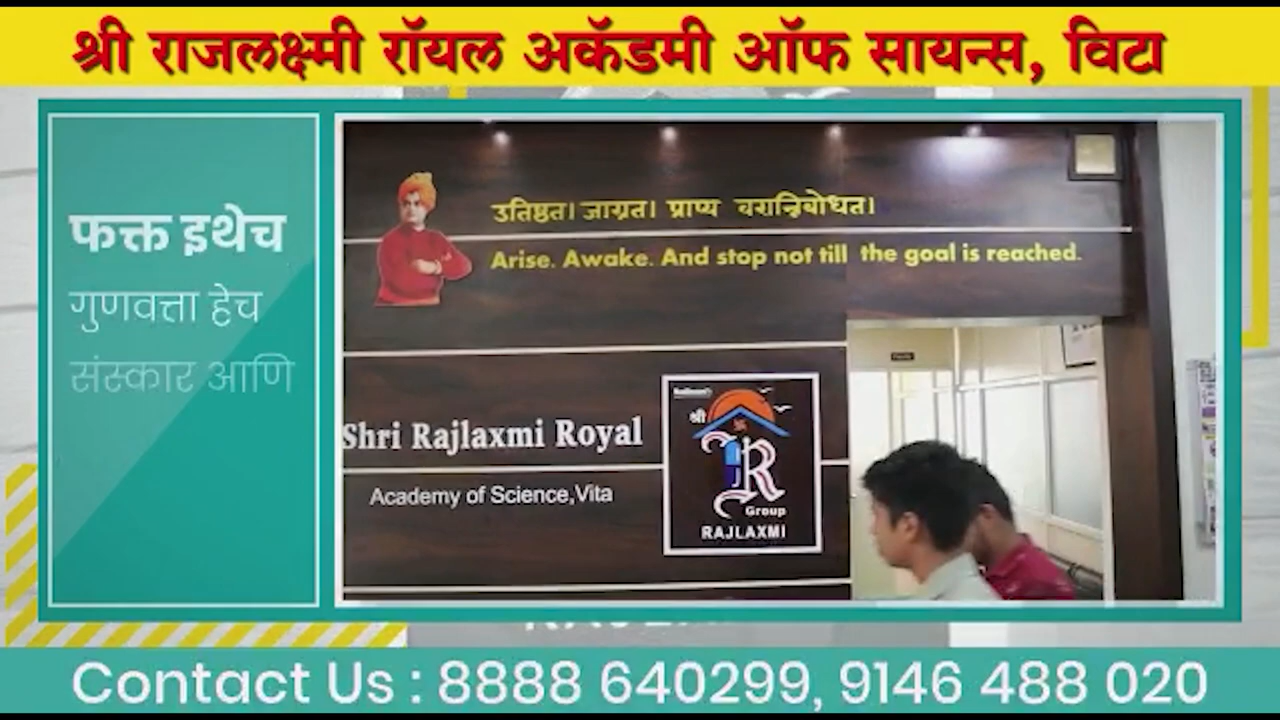 श्री राजलक्ष्मी रॉयल अकॅडमी ऑफ सायन्स, विटा
फक्त इथेच
गुणवत्ता हेच
संस्कार आणि
उतिष्ठत। जाग्रत। प्राप्य वरान्निबोधत।
Arise. Awake. And stop not till the goal is reached.
Shri Rajlaxmi Royal
Academy of Science,Vita
श्री
R
Group
RAJLAXMI
Contact Us : 8888 640299, 9146 488 020